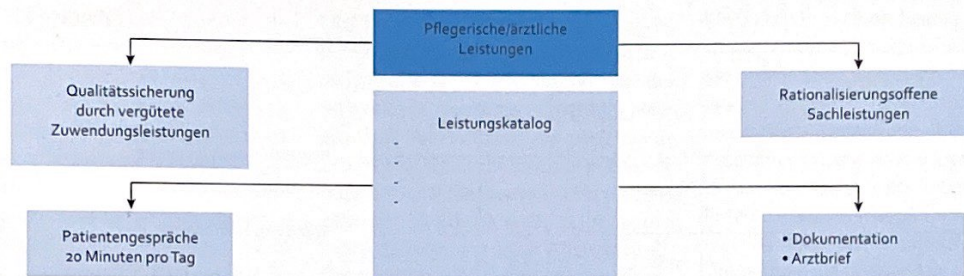 Pflegerische/ärztliche
Leistungen
Qualitätssicherung
durch vergütete
Zuwendungsleistungen
Leistungskatalog
-
-
-
-
Rationalisierungsoffene
Sachleistungen
Patientengespräche
20 Minuten pro Tag
• Dokumentation
• Arztbrief